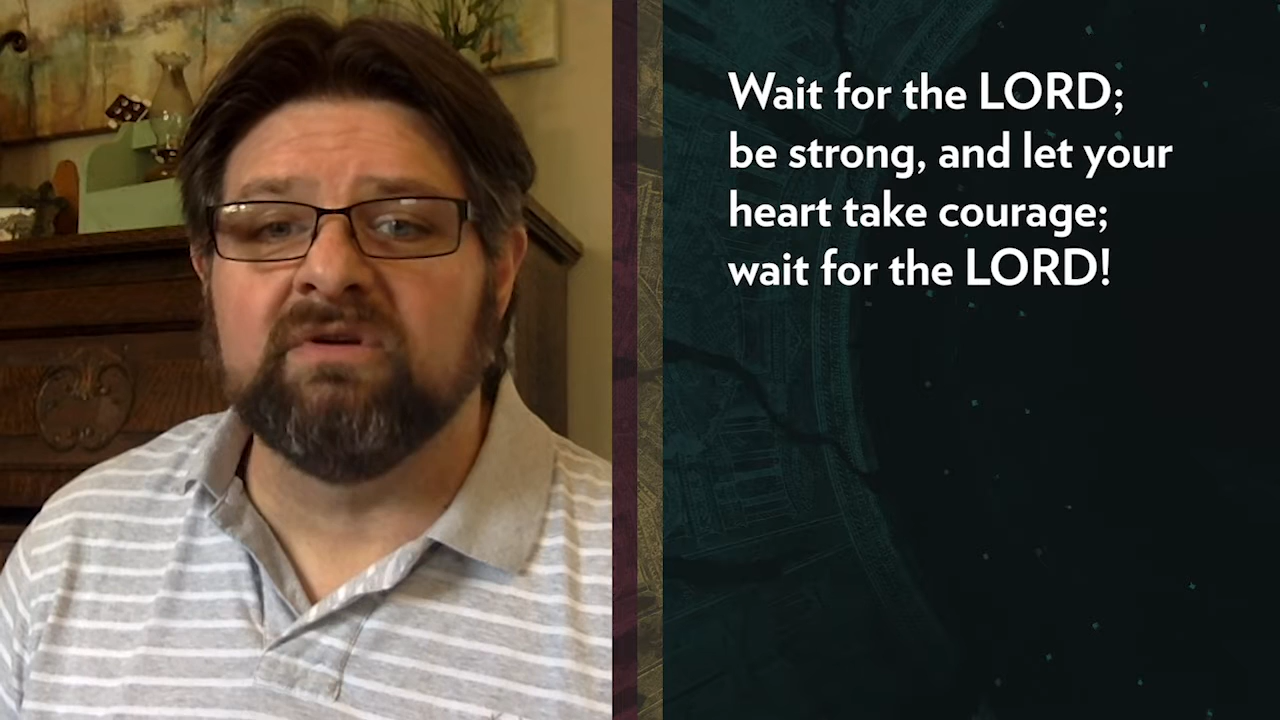 Wait for the LORD;
be strong, and let your
heart take courage;
wait for the LORD!